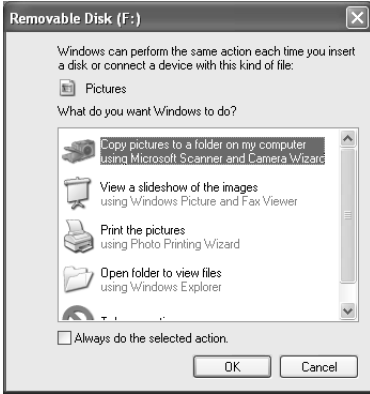 Removable Disk (F:)
Windows can perform the same action each time you insert
a disk or connect a device with this kind of file:
Pictures
What do you want Windows to do?
Copy pictures to a folder on my computer
using Microsoft Scanner and Camera Wizard
View a slideshow of the images
using Windows Picture and Fax Viewer
Print the pictures
using Photo Printing Wizard
Open folder to view files
using Windows Explorer
Always do the selected action.
OK Cancel